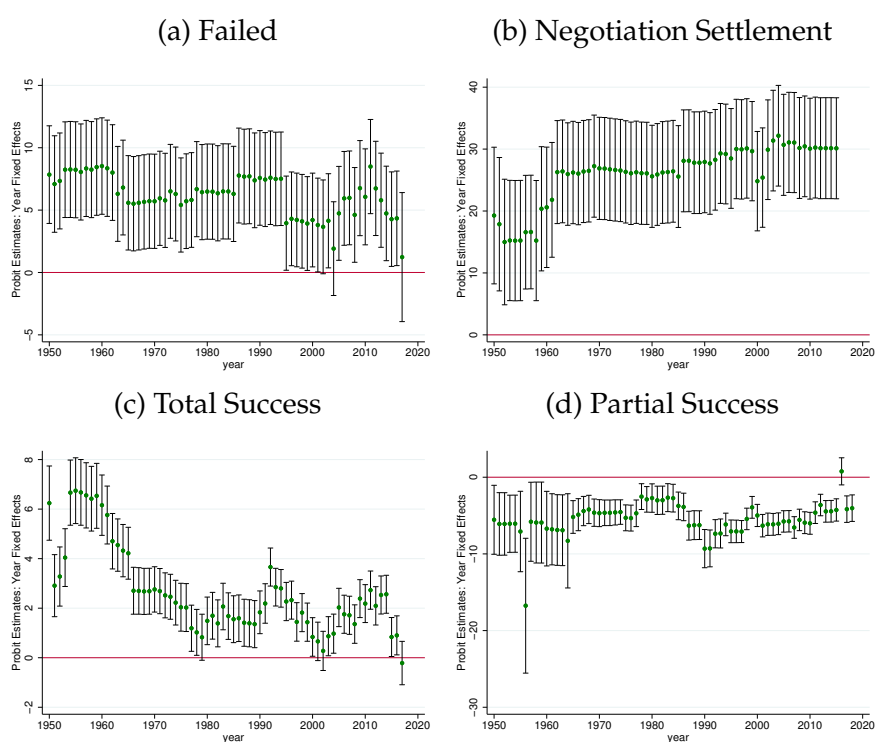 (a) Failed
Probit Estimates: Year Fixed Effects
15
10
5
0
−5
1950 1960 1970 1980 1990 2000 2010 2020
year
(b) Negotiation Settlement
Probit Estimates: Year Fixed Effects
40
30
20
10
0
1950 1960 1970 1980 1990 2000 2010 2020
year
(c) Total Success
Probit Estimates: Year Fixed Effects
8
6
4
2
0
−2
1950 1960 1970 1980 1990 2000 2010 2020
year
(d) Partial Success
Probit Estimates: Year Fixed Effects
0
−10
−20
−30
1950 1960 1970 1980 1990 2000 2010 2020
year